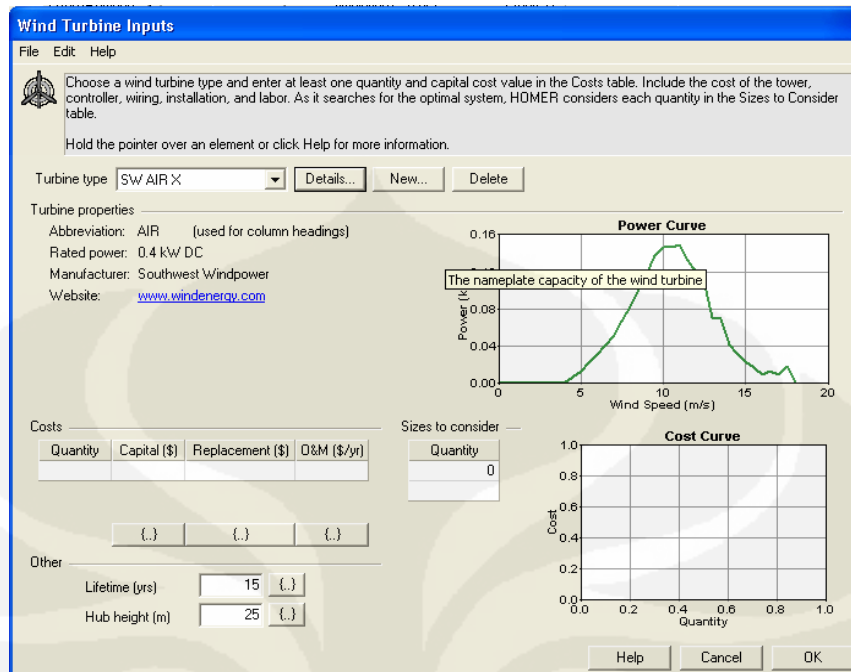 Wind Turbine Inputs
File Edit Help
Choose a wind turbine type and enter at least one quantity and capital cost value in the Costs table. Include the cost of the tower,
controller, wiring, installation, and labor. As it searches for the optimal system, HOMER considers each quantity in the Sizes to Consider
table.
Hold the pointer over an element or click Help for more information.
Turbine type SW AIR X Details... New... Delete
Turbine properties
Abbreviation: AIR (used for column headings)
Rated power: 0.4 kW DC
Manufacturer: Southwest Windpower
Website: www.windenergy.com
Power Curve
0.16
The nameplate capacity of the wind turbine
0.08
0.04
0.00
0 5 10 15 20
Wind Speed (m/s)
Costs
Quantity Capital ($) Replacement ($) O&M ($/yr)
{..} {..} {..}
Sizes to consider
Quantity
0
Cost Curve
1.0
0.8
0.6
0.4
0.2
0.0
Cost
0.0 0.2 0.4 0.6 0.8 1.0
Quantity
Other
Lifetime (yrs) 15 {..}
Hub height (m) 25 {..}
Help Cancel OK